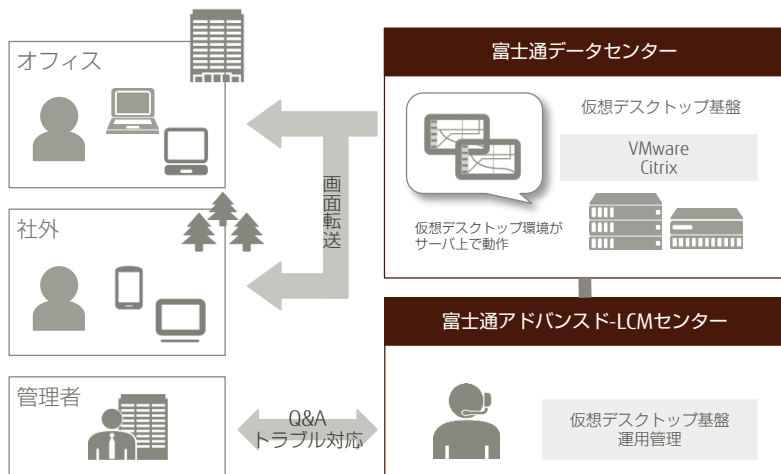 オフィス
社外
管理者
画面転送
Q&A
トラブル対応
富士通データセンター
仮想デスクトップ基盤
VMware
Citrix
仮想デスクトップ環境が
サーバ上で動作
富士通アドバンスド-LCMセンター
仮想デスクトップ基盤
運用管理